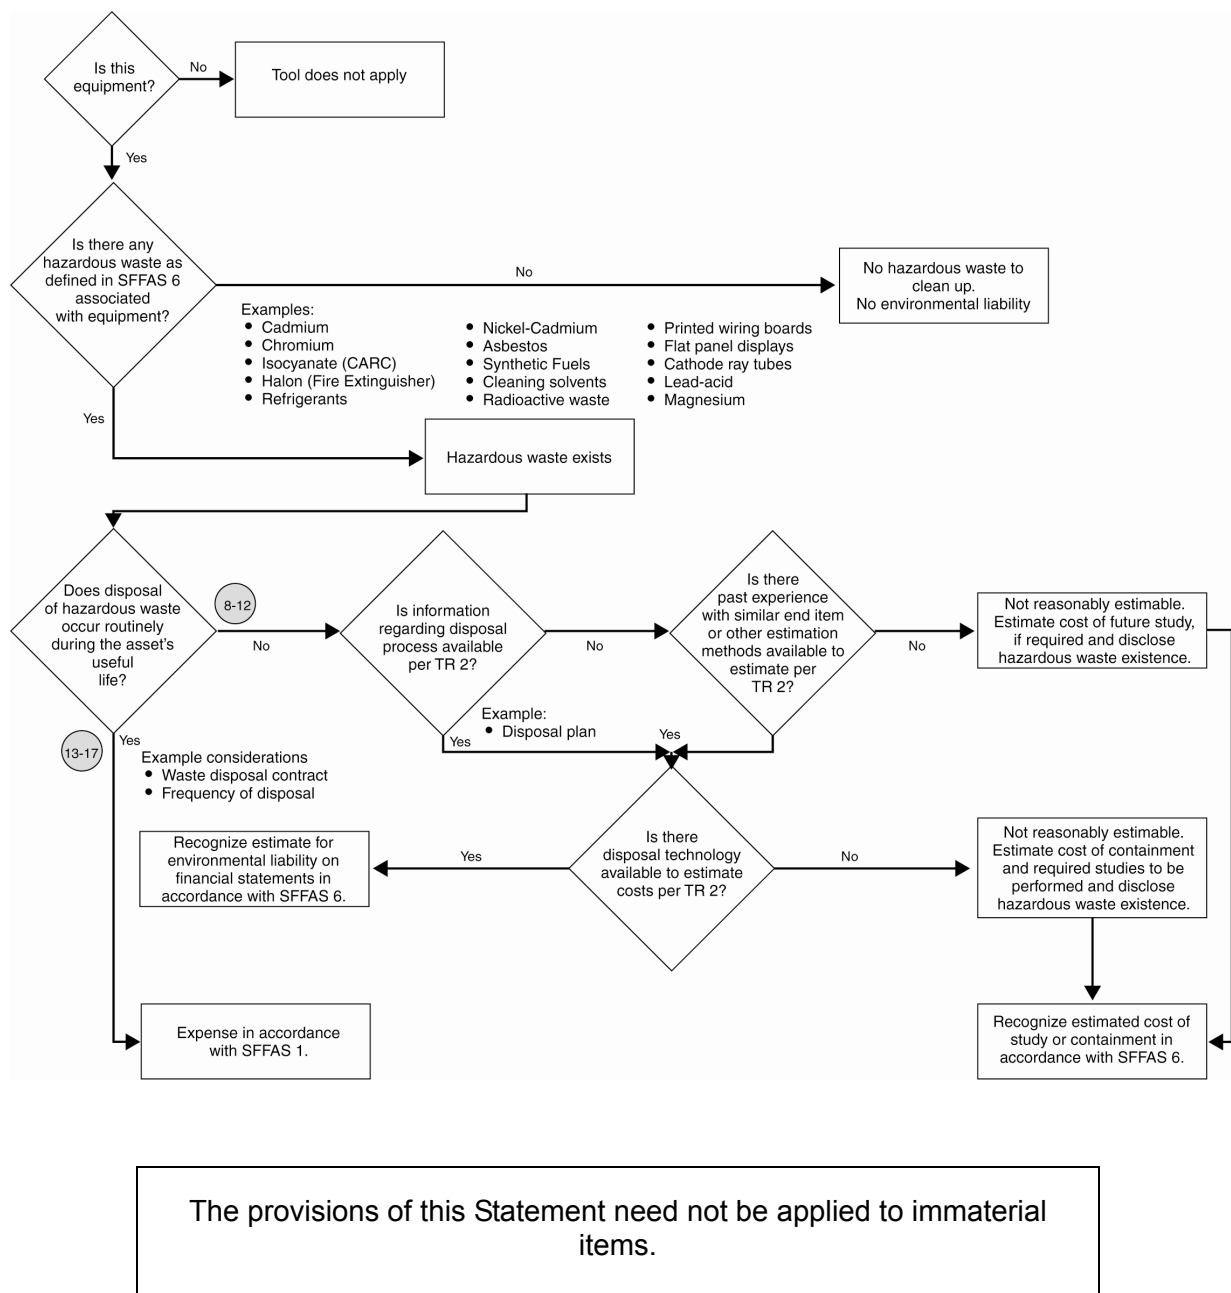 Is this
equipment?
No
Tool does not apply
Yes
Is there any
hazardous waste as
defined in SFFAS 6
associated
with equipment?
No
No hazardous waste to
clean up.
No environmental liability
Examples:
• Cadmium
• Chromium
• Isocyanate (CARC)
• Halon (Fire Extinguisher)
• Refrigerants
• Nickel-Cadmium
• Asbestos
• Synthetic Fuels
• Cleaning solvents
• Radioactive waste
• Printed wiring boards
• Flat panel displays
• Cathode ray tubes
• Lead-acid
• Magnesium
Yes
Hazardous waste exists
Does disposal
of hazardous waste
occur routinely
during the asset's
useful
life?
8-12
No
Is information
regarding disposal
process available
per TR 2?
No
Is there
past experience
with similar end item
or other estimation
methods available to
estimate per
TR 2?
No
Not reasonably estimable.
Estimate cost of future study,
if required and disclose
hazardous waste existence.
13-17
Yes
Example considerations
• Waste disposal contract
• Frequency of disposal
Yes
Example:
• Disposal plan
Yes
Is there
disposal technology
available to estimate
costs per TR 2?
Yes
Recognize estimate for
environmental liability on
financial statements in
accordance with SFFAS 6.
No
Not reasonably estimable.
Estimate cost of containment
and required studies to be
performed and disclose
hazardous waste existence.
Expense in accordance
with SFFAS 1.
Recognize estimated cost of
study or containment in
accordance with SFFAS 6.
The provisions of this Statement need not be applied to immaterial
items.